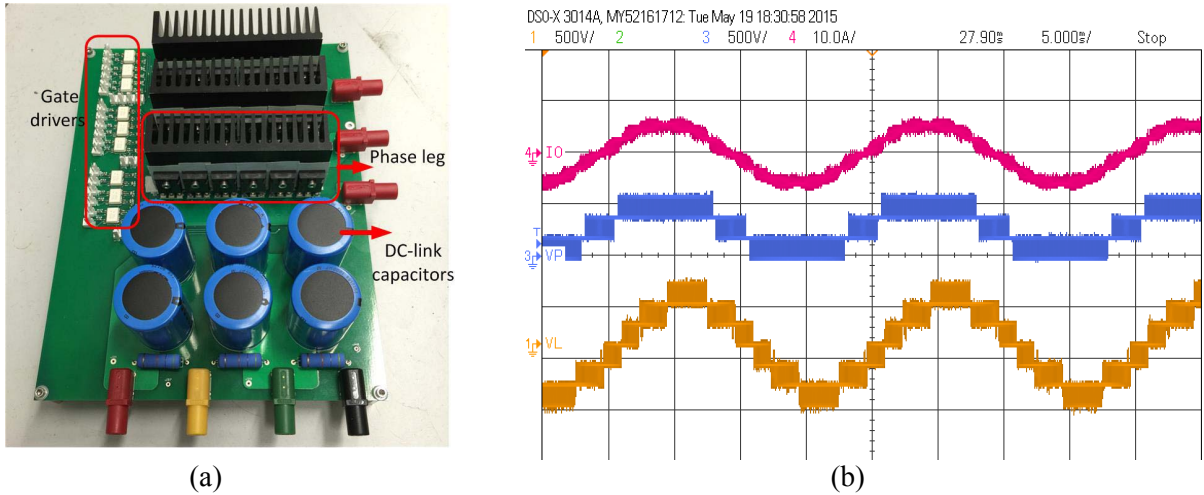 Gate
drivers
Phase leg
DC-link
capacitors
(a)
DSO-X 3014A, MY52161712: Tue May 19 18:30:58 2015
1 500V/ 2 3 500V/ 4 10.0A/ 27.90s 5.000s/ Stop
4 IO
T
3 VP
1 VL
(b)